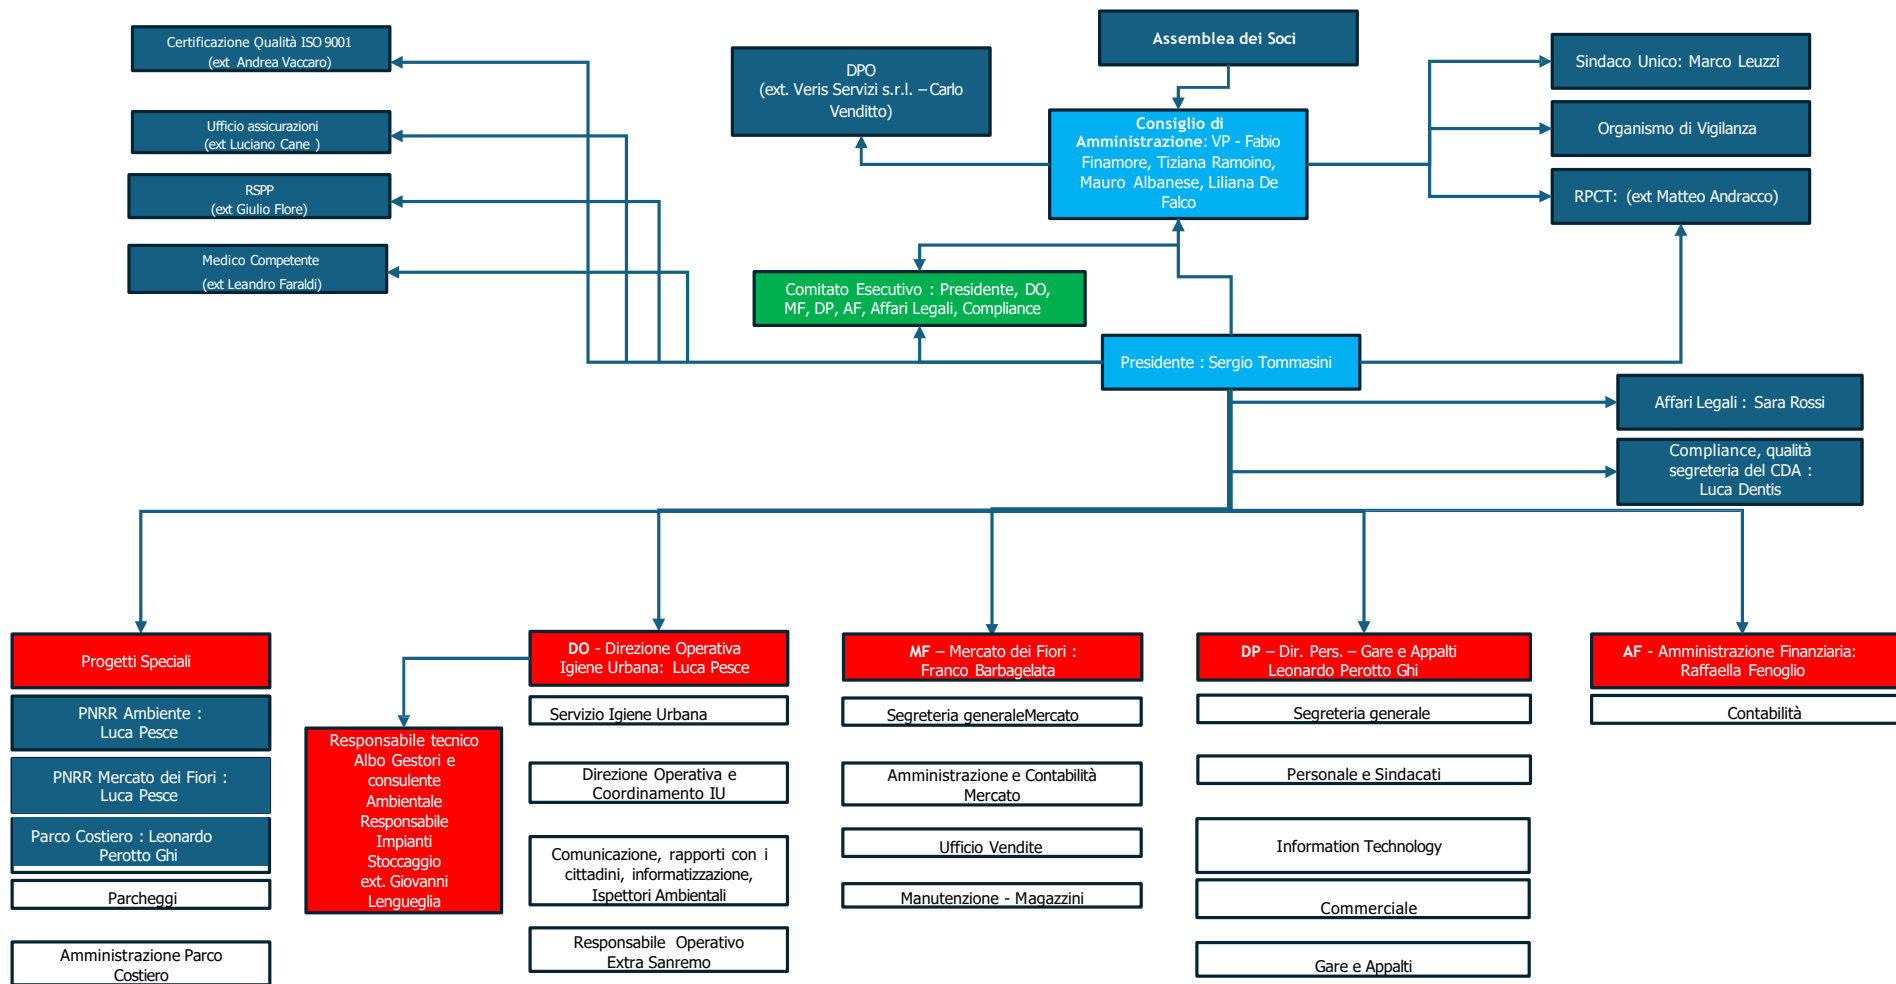 Assemblea dei Soci
Certificazione Qualità ISO 9001
(ext Andrea Vaccaro)
DPO
(ext. Veris Servizi s.r.l. – Carlo
Venditto)
Sindaco Unico: Marco Leuzzi
Ufficio assicurazioni
(ext Luciano Cane )
Consiglio di
Amministrazione: VP - Fabio
Finamore, Tiziana Ramoino,
Mauro Albanese, Liliana De
Falco
Organismo di Vigilanza
RSPP
(ext Giulio Flore)
RPCT: (ext Matteo Andracco)
Medico Competente
(ext Leandro Faraldi)
Comitato Esecutivo : Presidente, DO,
MF, DP, AF, Affari Legali, Compliance
Presidente : Sergio Tommasini
Affari Legali : Sara Rossi
Compliance, qualità
segreteria del CDA :
Luca Dentis
Progetti Speciali
PNRR Ambiente :
Luca Pesce
PNRR Mercato dei Fiori :
Luca Pesce
Parco Costiero : Leonardo
Perotto Ghi
Parcheggi
Amministrazione Parco
Costiero
Responsabile tecnico
Albo Gestori e
consulente
Ambientale
Responsabile
Impianti
Stoccaggio
ext. Giovanni
Lengueglia
DO - Direzione Operativa
Igiene Urbana: Luca Pesce
Servizio Igiene Urbana
Direzione Operativa e
Coordinamento IU
Comunicazione, rapporti con i
cittadini, informatizzazione,
Ispettori Ambientali
Responsabile Operativo
Extra Sanremo
MF – Mercato dei Fiori :
Franco Barbagelata
Segreteria generaleMercato
Amministrazione e Contabilità
Mercato
Ufficio Vendite
Manutenzione - Magazzini
DP – Dir. Pers. – Gare e Appalti
Leonardo Perotto Ghi
Segreteria generale
Personale e Sindacati
Information Technology
Commerciale
Gare e Appalti
AF - Amministrazione Finanziaria:
Raffaella Fenoglio
Contabilità